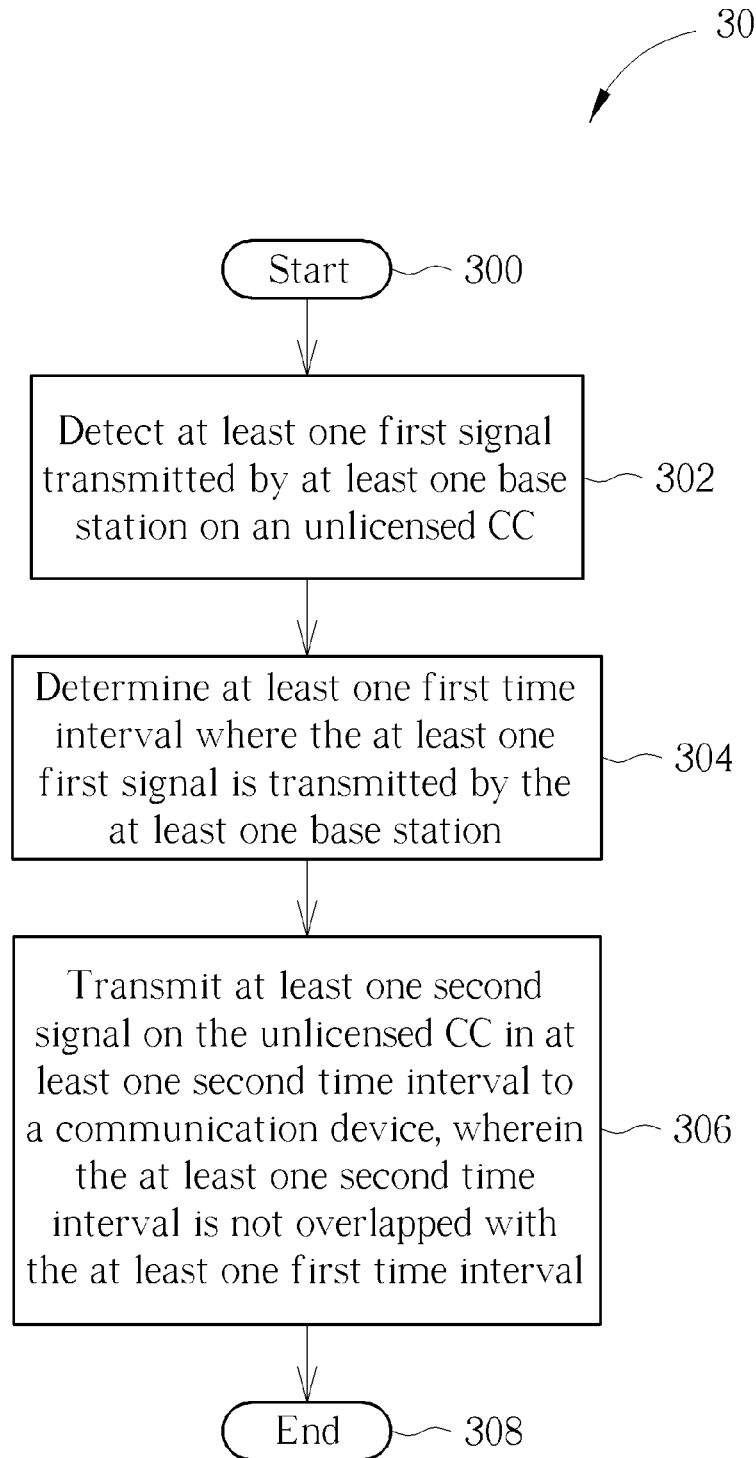 30
Start
300
Detect at least one first signal
transmitted by at least one base
station on an unlicensed CC
302
Determine at least one first time
interval where the at least one
first signal is transmitted by the
at least one base station
304
Transmit at least one second
signal on the unlicensed CC in at
least one second time interval to
a communication device, wherein
the at least one second time
interval is not overlapped with
the at least one first time interval
306
End
308